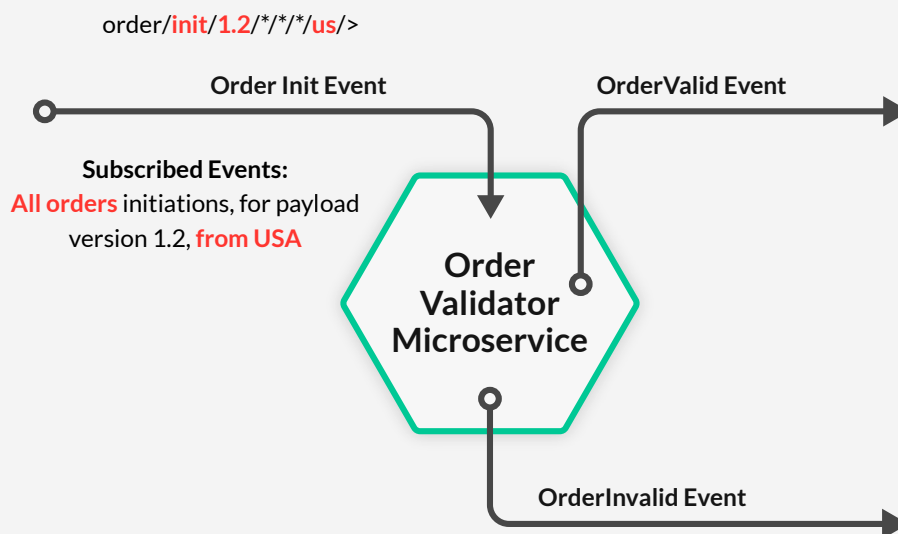 order/init/1.2/*/*/*/us/>
Order Init Event
OrderValid Event
Subscribed Events:
All orders initiations, for payload
version 1.2, from USA
Order
Validator
Microservice
OrderInvalid Event